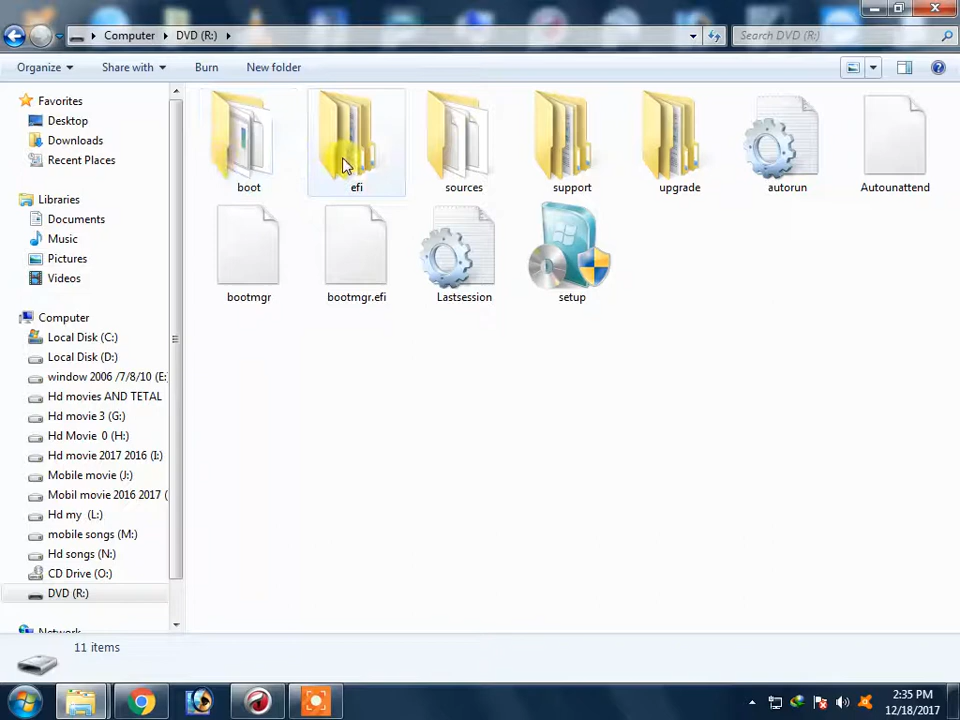 Computer ▸ DVD (R:) ▸
Search DVD (R:)
Organize Share with Burn New folder
Favorites
Desktop
Downloads
Recent Places
Libraries
Documents
Music
Pictures
Videos
Computer
Local Disk (C:)
Local Disk (D:)
window 2006 /7/8/10 (E:
Hd movies AND TETAL
Hd movie 3 (G:)
Hd Movie 0 (H:)
Hd movie 2017 2016 (I:)
Mobile movie (J:)
Mobil movie 2016 2017 (
Hd my (L:)
mobile songs (M:)
Hd songs (N:)
CD Drive (O:)
DVD (R:)
Network
boot efi sources support upgrade autorun Autounattend
bootmgr bootmgr.efi Lastsession setup
11 items
2:35 PM
12/18/2017